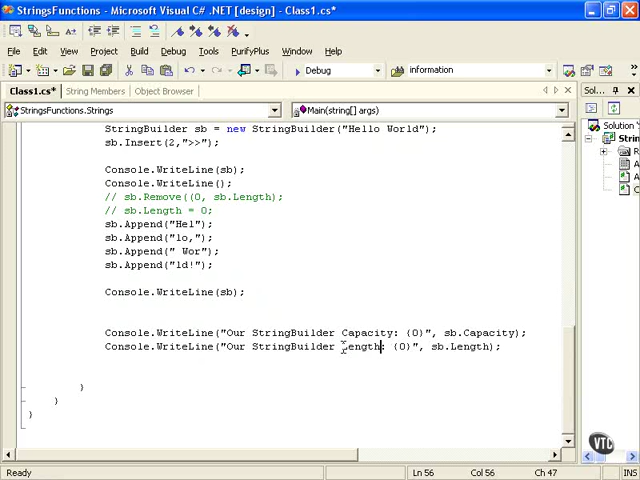 StringsFunctions - Microsoft Visual C# .NET [design] - Class1.cs*
File Edit View Project Build Debug Tools PurifyPlus Window Help
Debug information
Class1.cs* String Members Object Browser
Sol...
StringsFunctions.Strings Main(string[] args)
StringBuilder sb = new StringBuilder("Hello World");
sb.Insert(2,">>");
Solution '
Strin
Console.WriteLine(sb);
Console.WriteLine();
// sb.Remove((0, sb.Length);
// sb.Length = 0;
sb.Append("Hel");
sb.Append("lo,");
sb.Append(" Wor");
sb.Append("ld!");
Console.WriteLine(sb);
Console.WriteLine("Our StringBuilder Capacity: {0}", sb.Capacity);
Console.WriteLine("Our StringBuilder Length: {0}", sb.Length);
}
}
}
VTC
Ready Ln 56 Col 56 Ch 47